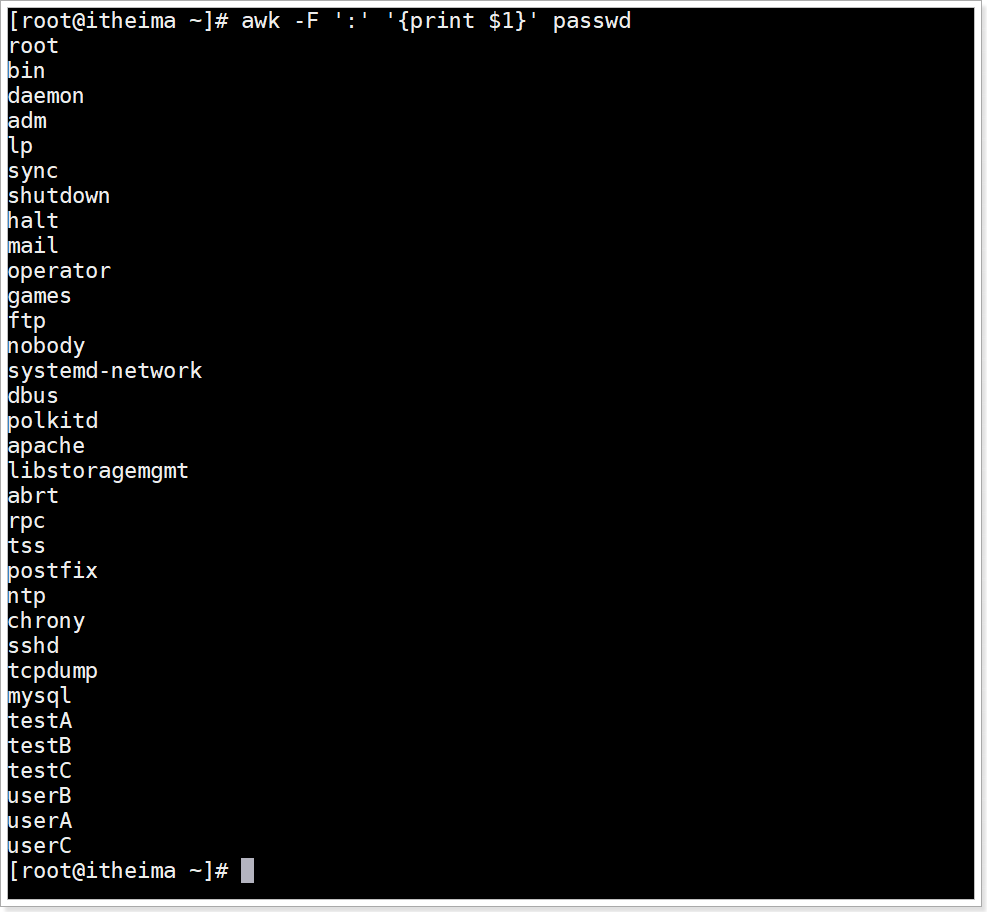 [root@itheima ~]# awk -F ':' '{print $1}' passwd
root
bin
daemon
adm
lp
sync
shutdown
halt
mail
operator
games
ftp
nobody
systemd-network
dbus
polkitd
apache
libstoragemgmt
abrt
rpc
tss
postfix
ntp
chrony
sshd
tcpdump
mysql
testA
testB
testC
userB
userA
userC
[root@itheima ~]#